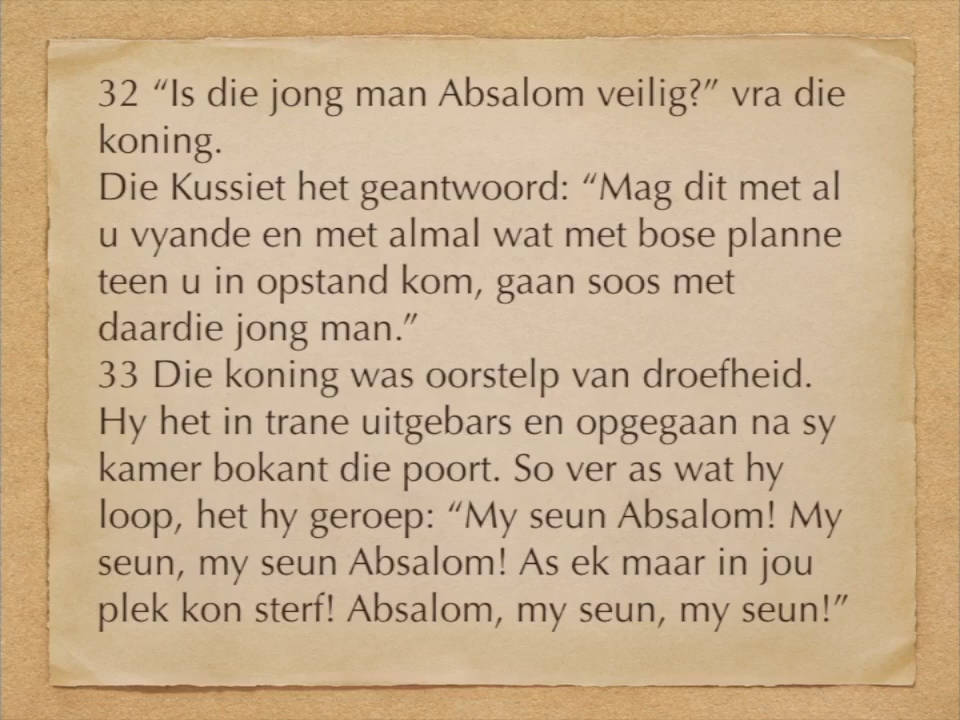 32 “Is die jong man Absalom veilig?” vra die
koning.
Die Kussiet het geantwoord: “Mag dit met al
u vyande en met almal wat met bose planne
teen u in opstand kom, gaan soos met
daardie jong man.”
33 Die koning was oorstelp van droefheid.
Hy het in trane uitgebars en opgegaan na sy
kamer bokant die poort. So ver as wat hy
loop, het hy geroep: “My seun Absalom! My
seun, my seun Absalom! As ek maar in jou
plek kon sterf! Absalom, my seun, my seun!”